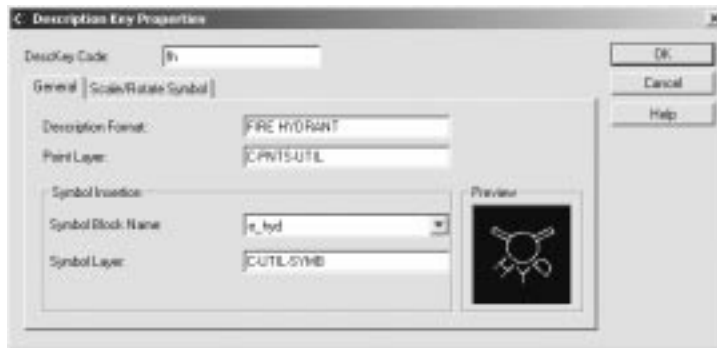 Description Key Properties
DescKey Code: fh
OK
Cancel
Help
General Scale/Rotate Symbol
Description Format: FIRE HYDRANT
Point Layer: C-PNTS-UTIL
Symbol Insertion
Symbol Block Name
Symbol Layer: C-UTIL-SYMB
Preview